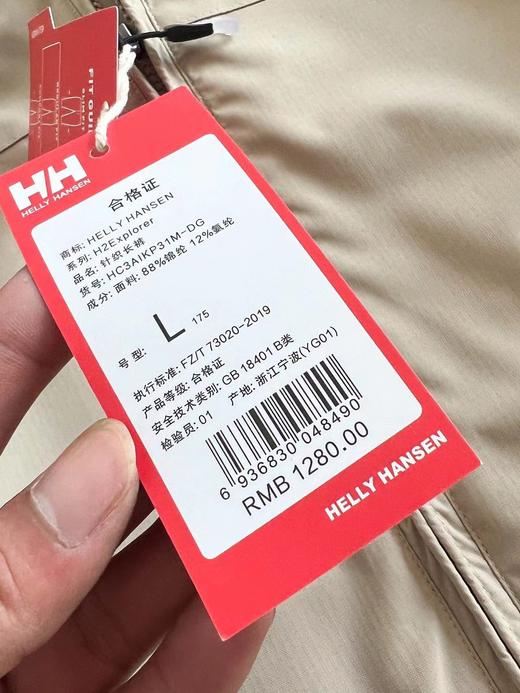 FIT GUI
HH
HELLY HANSEN
合格证
商标: HELLY HANSEN
系列: H2Explorer
品名: 针织长裤
货号: HC3AIKP31M-DG
成分: 面料: 88%锦纶 12%氨纶
号型: L 175
执行标准: FZ/T 73020-2019
产品等级: 合格证
安全技术类别: GB 18401 B类
检验员: 01 产地: 浙江宁波(YG01)
6 936830 048490
RMB 1280.00
HELLY HANSEN